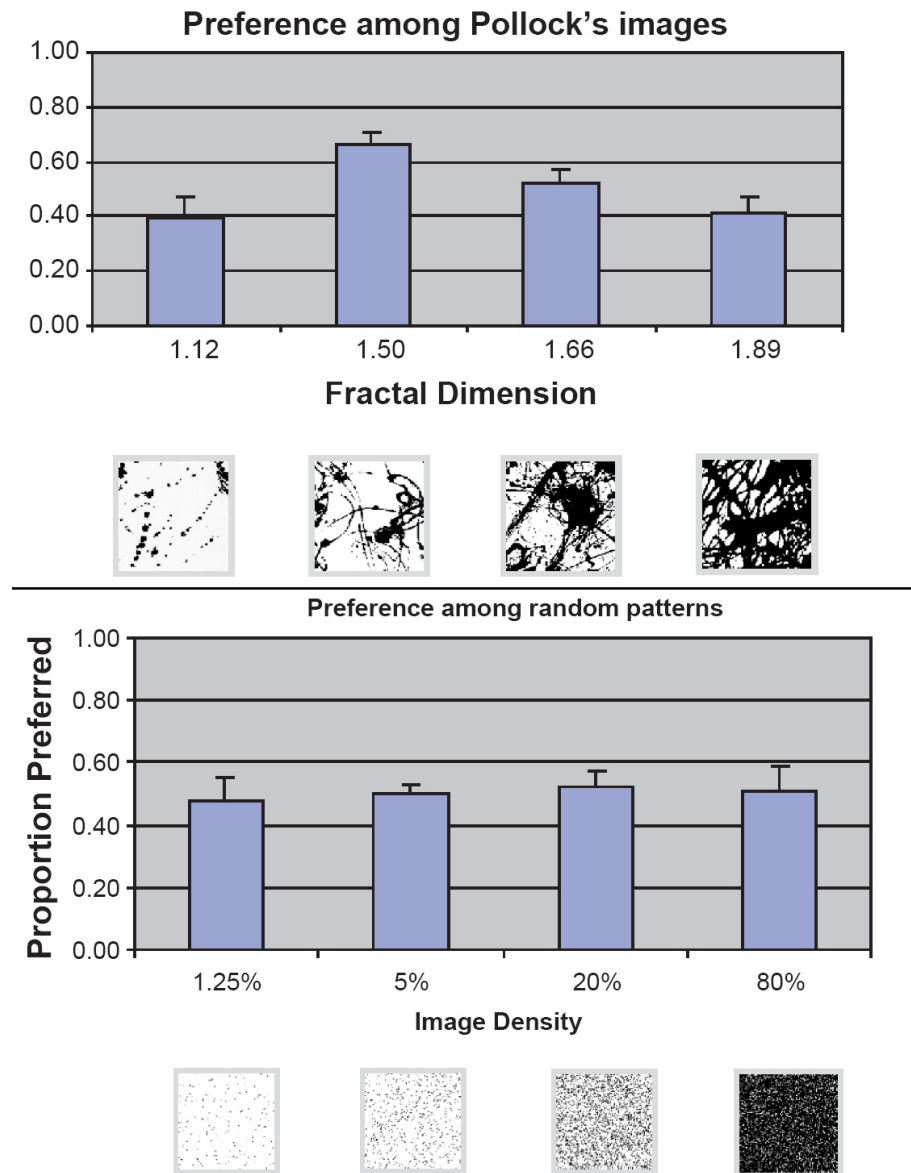 Preference among Pollock's images
1.00
0.80
0.60
0.40
0.20
0.00
1.12 1.50 1.66 1.89
Fractal Dimension
Preference among random patterns
Proportion Preferred
1.00
0.80
0.60
0.40
0.20
0.00
1.25% 5% 20% 80%
Image Density